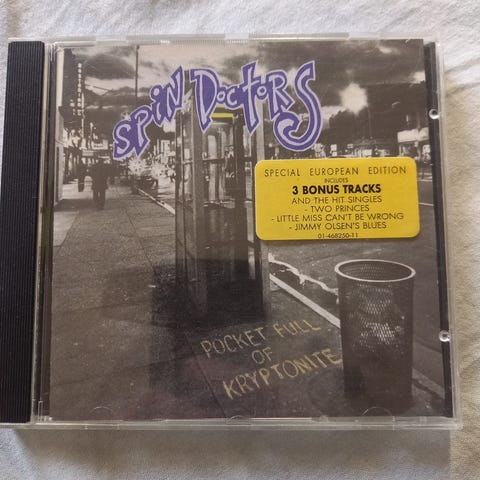 SPIN DOCTORS
SPECIAL EUROPEAN EDITION
INCLUDES
3 BONUS TRACKS
AND THE HIT SINGLES
- TWO PRINCES
- LITTLE MISS CAN'T BE WRONG
- JIMMY OLSEN'S BLUES
01-468250-11
POCKET FULL
OF
KRYPTONITE